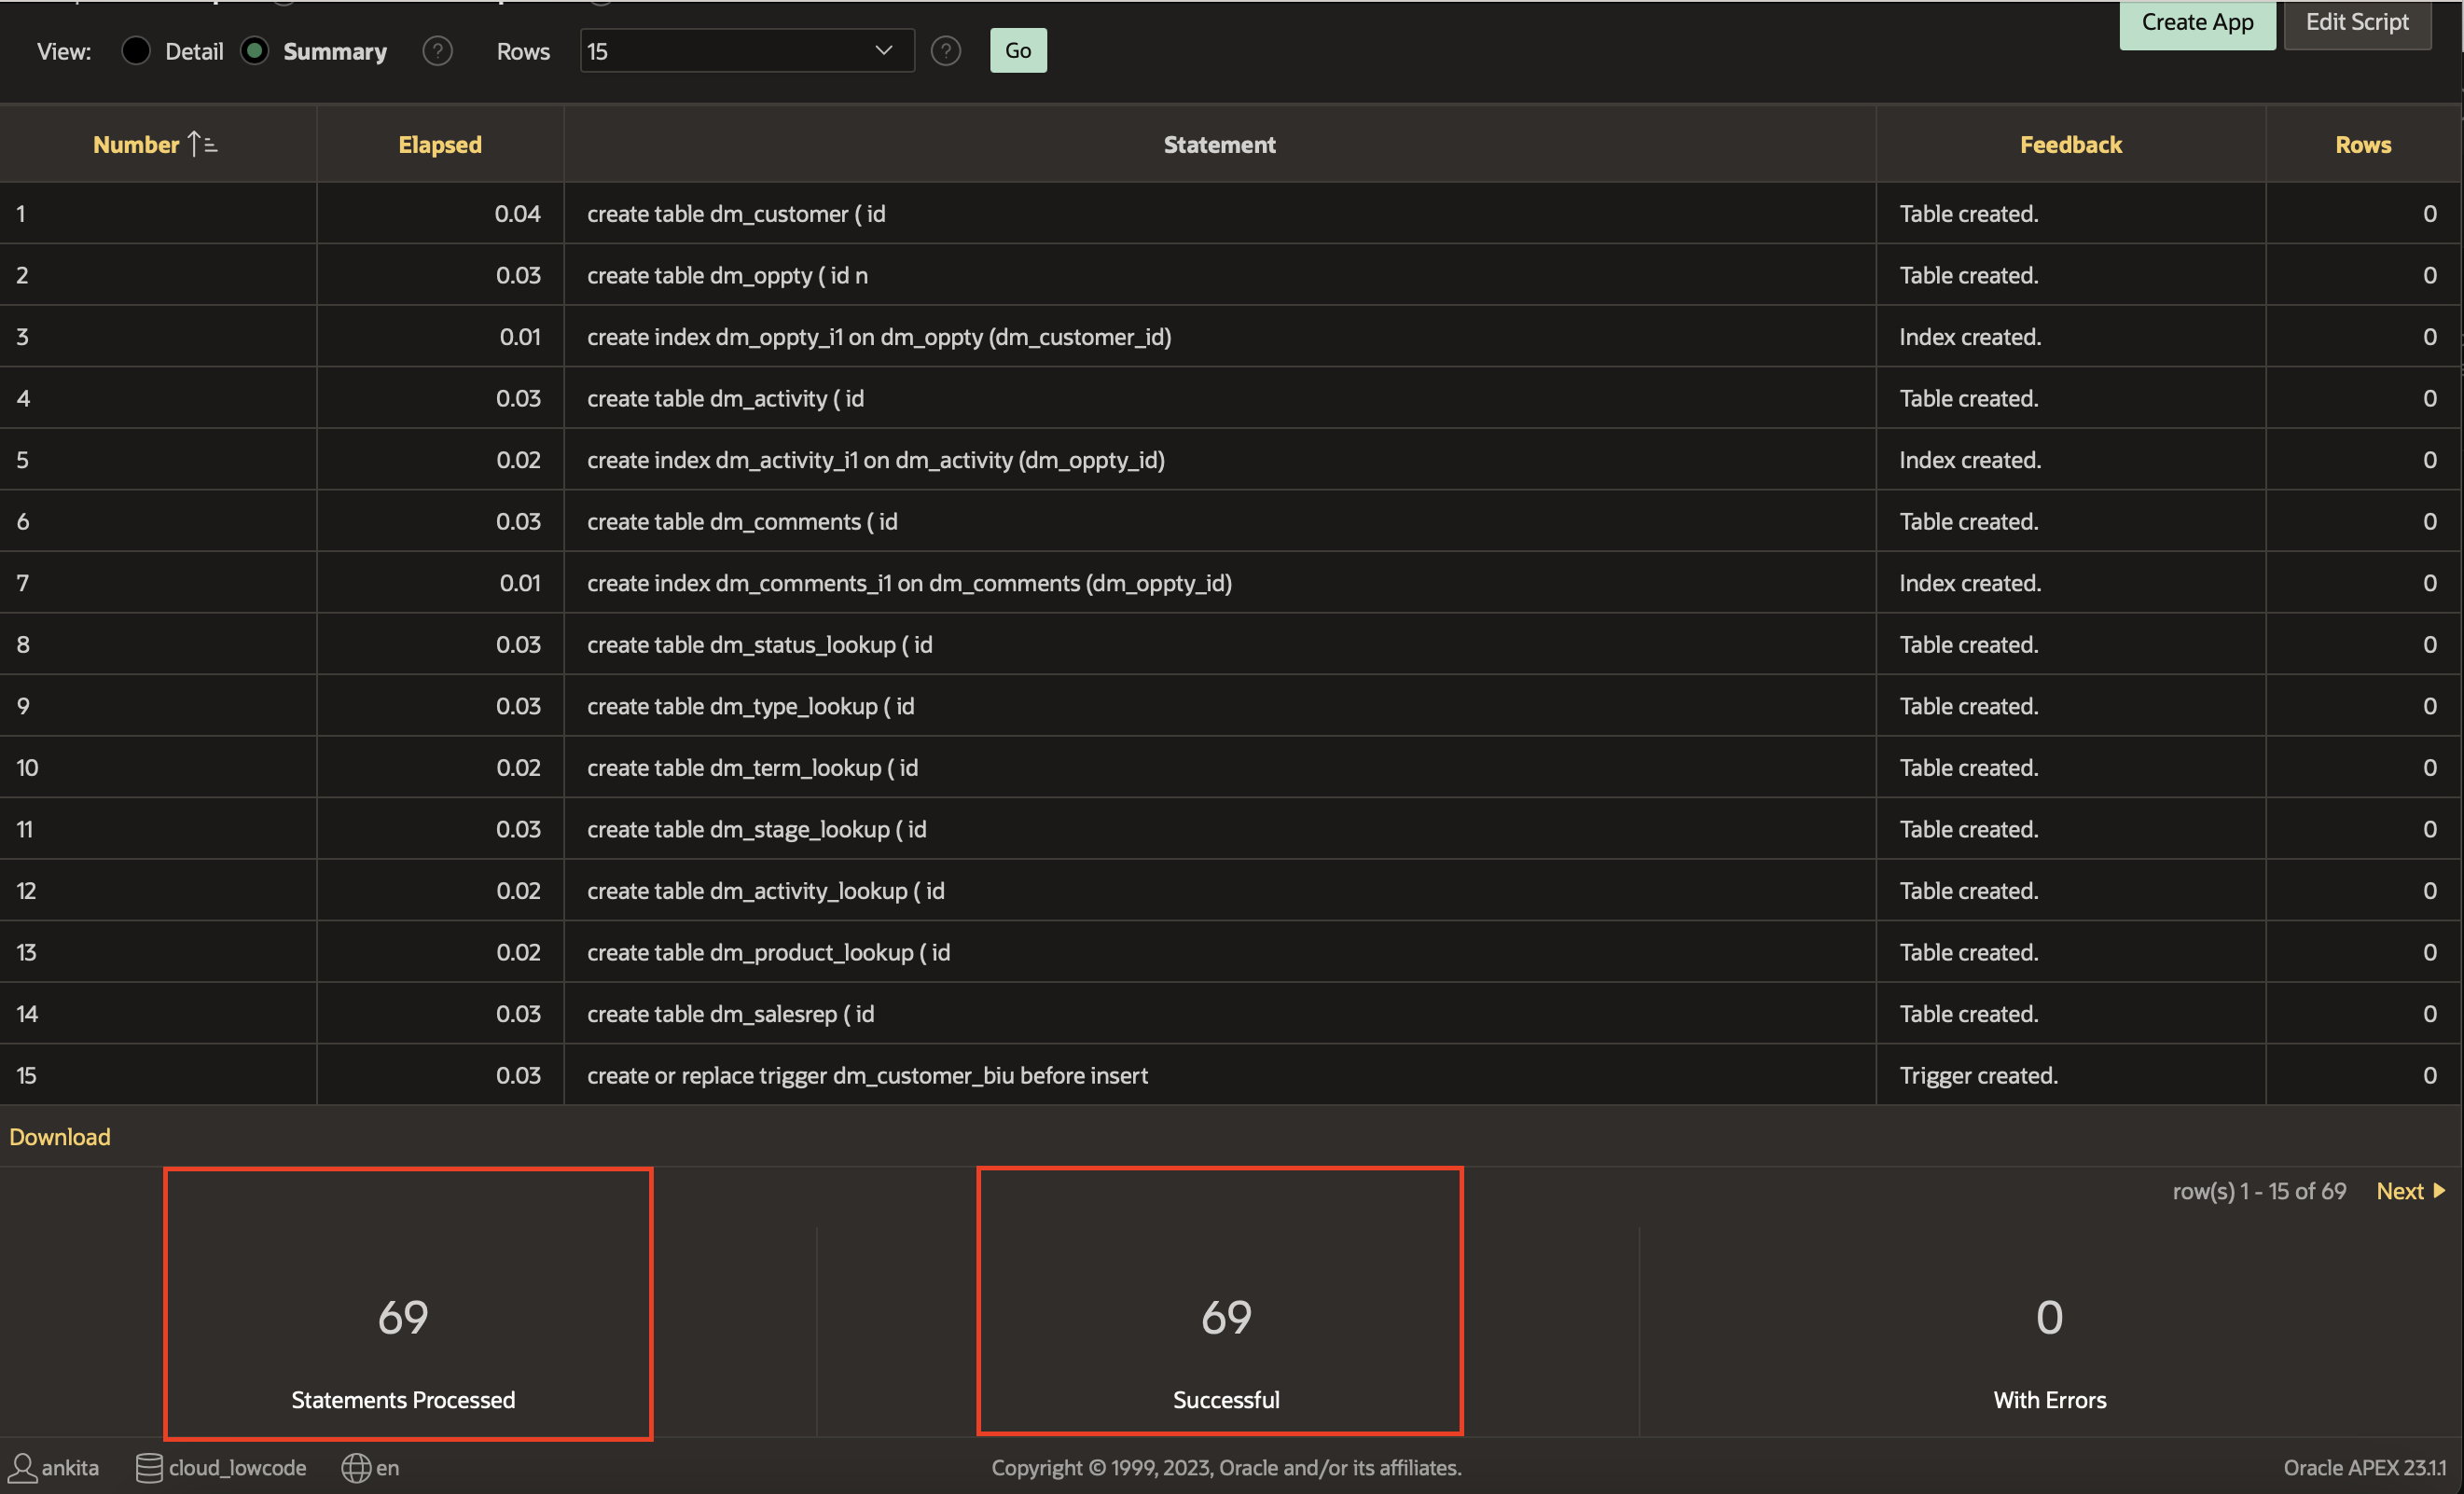 Create App Edit Script
View: Detail Summary ? Rows 15 ? Go
Number Elapsed Statement Feedback Rows
1 0.04 create table dm_customer ( id Table created. 0
2 0.03 create table dm_oppty ( id n Table created. 0
3 0.01 create index dm_oppty_i1 on dm_oppty (dm_customer_id) Index created. 0
4 0.03 create table dm_activity ( id Table created. 0
5 0.02 create index dm_activity_i1 on dm_activity (dm_oppty_id) Index created. 0
6 0.03 create table dm_comments ( id Table created. 0
7 0.01 create index dm_comments_i1 on dm_comments (dm_oppty_id) Index created. 0
8 0.03 create table dm_status_lookup ( id Table created. 0
9 0.03 create table dm_type_lookup ( id Table created. 0
10 0.02 create table dm_term_lookup ( id Table created. 0
11 0.03 create table dm_stage_lookup ( id Table created. 0
12 0.02 create table dm_activity_lookup ( id Table created. 0
13 0.02 create table dm_product_lookup ( id Table created. 0
14 0.03 create table dm_salesrep ( id Table created. 0
15 0.03 create or replace trigger dm_customer_biu before insert Trigger created. 0
Download
row(s) 1 - 15 of 69 Next
69 69 0
Statements Processed Successful With Errors
ankita cloud_lowcode en Copyright © 1999, 2023, Oracle and/or its affiliates. Oracle APEX 23.1.1